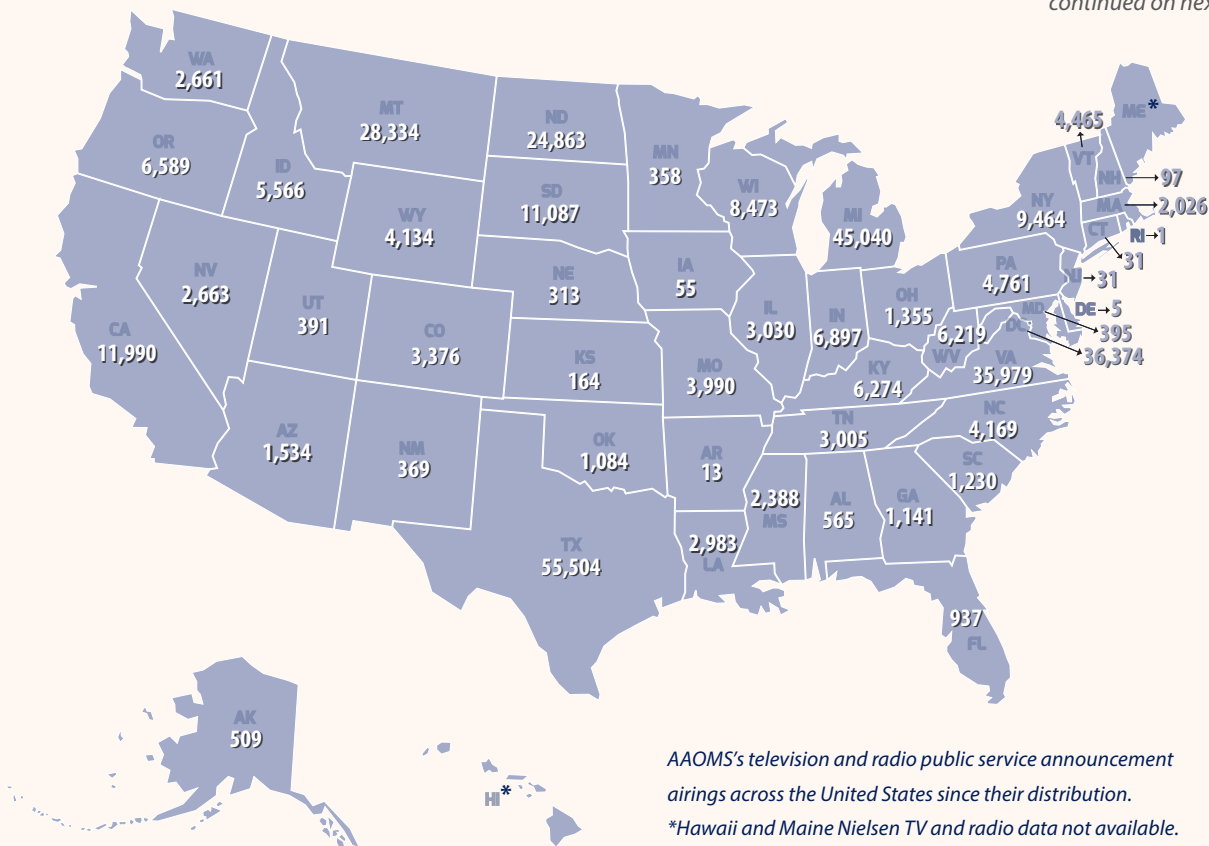 continued on nex
WA
2,661
MT
28,334
ND
24,863
OR
6,589
ID
5,566
MN
358
WI
8,473
MI
45,040
SD
11,087
WY
4,134
NY
9,464
4,465
VT
ME*
NH 97
MA 2,026
CT
31
RI 1
NV
2,663
UT
391
NE
313
IA
55
PA
4,761
NJ 31
DE 5
MD
395
DC
36,374
CA
11,990
CO
3,376
KS
164
MO
3,990
IL
3,030
IN
6,897
OH
1,355
6,219
WV
VA
35,979
KY
6,274
AZ
1,534
NM
369
OK
1,084
AR
13
TN
3,005
NC
4,169
SC
1,230
TX
55,504
2,983
LA
2,388
MS
AL
565
GA
1,141
937
FL
AK
509
HI*
AAOMS's television and radio public service announcement
airings across the United States since their distribution.
*Hawaii and Maine Nielsen TV and radio data not available.